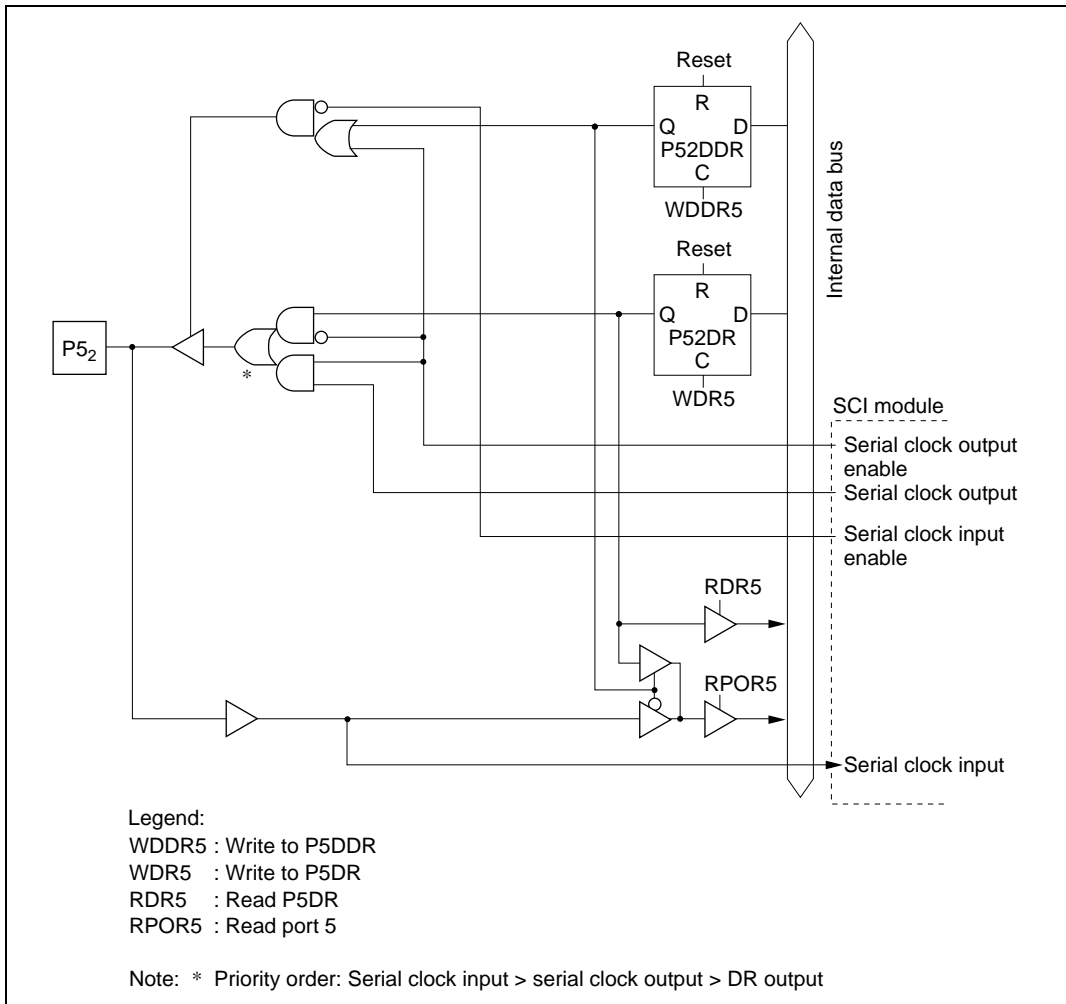 Reset
R
Q D
P52DDR
C
WDDR5
Internal data bus
Reset
R
Q D
P52DR
C
WDR5
P5₂
*
SCI module
Serial clock output
enable
Serial clock output
Serial clock input
enable
RDR5
RPOR5
Serial clock input
Legend:
WDDR5 : Write to P5DDR
WDR5 : Write to P5DR
RDR5 : Read P5DR
RPOR5 : Read port 5
Note: * Priority order: Serial clock input > serial clock output > DR output